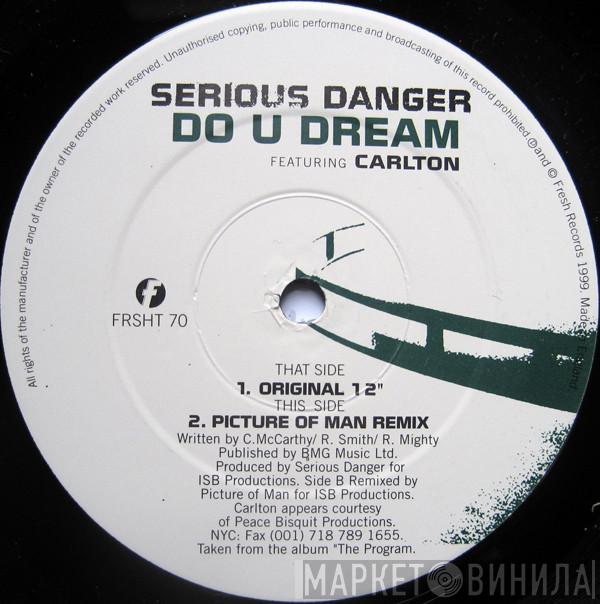 SERIOUS DANGER
DO U DREAM
FEATURING CARLTON
f
FRSHT 70
THAT SIDE
1. ORIGINAL 12"
THIS SIDE
2. PICTURE OF MAN REMIX
Written by C.McCarthy/ R. Smith/ R. Mighty
Published by BMG Music Ltd.
Produced by Serious Danger for
ISB Productions. Side B Remixed by
Picture of Man for ISB Productions.
Carlton appears courtesy
of Peace Bisquit Productions.
NYC: Fax (001) 718 789 1655.
Taken from the album "The Program.
All rights of the manufacturer and of the owner of the recorded work reserved. Unauthorised copying, public performance and broadcasting of this record prohibited ℗and © Fresh Records 1999. Made in England.
МАРКЕТ ВИНИЛА